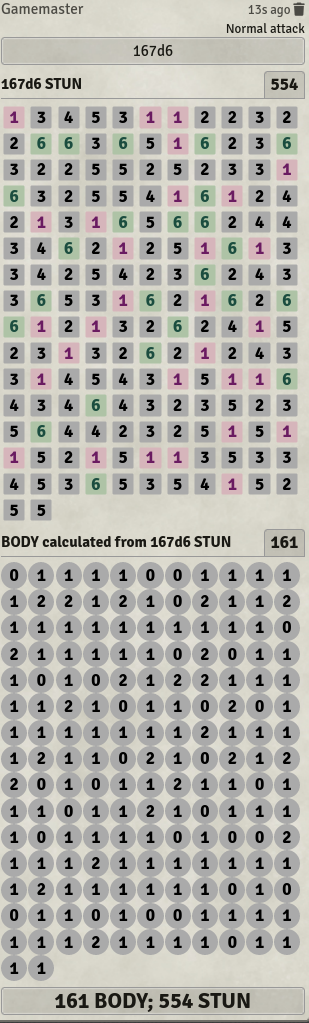 Gamemaster 13s ago
Normal attack
167d6
167d6 STUN 554
1 3 4 5 3 1 1 2 2 3 2
2 6 6 3 6 5 1 6 2 3 6
3 2 2 5 5 2 5 2 3 3 1
6 3 2 5 5 4 1 6 1 2 4
2 1 3 1 6 5 6 6 2 4 4
3 4 6 2 1 2 5 1 6 1 3
3 4 2 5 4 2 3 6 2 4 3
3 6 5 3 1 6 2 1 6 2 6
6 1 2 1 3 2 6 2 4 1 5
2 3 1 3 2 6 2 1 2 4 3
3 1 4 5 4 3 1 5 1 1 6
4 3 4 6 4 3 2 3 5 2 3
5 6 4 4 2 3 2 5 1 5 1
1 5 2 1 5 1 1 3 5 3 3
4 5 3 6 5 3 5 4 1 5 2
5 5
BODY calculated from 167d6 STUN 161
0 1 1 1 1 0 0 1 1 1 1
1 2 2 1 2 1 0 2 1 1 2
1 1 1 1 1 1 1 1 1 1 0
2 1 1 1 1 1 0 2 0 1 1
1 0 1 0 2 1 2 2 1 1 1
1 1 2 1 0 1 1 0 2 0 1
1 1 1 1 1 1 1 2 1 1 1
1 2 1 1 0 2 1 0 2 1 2
2 0 1 0 1 1 2 1 1 0 1
1 1 0 1 1 2 1 0 1 1 1
1 0 1 1 1 1 0 1 0 0 2
1 1 1 2 1 1 1 1 1 1 1
1 2 1 1 1 1 1 1 0 1 0
0 1 1 0 1 0 0 1 1 1 1
1 1 1 2 1 1 1 1 0 1 1
1 1
161 BODY; 554 STUN